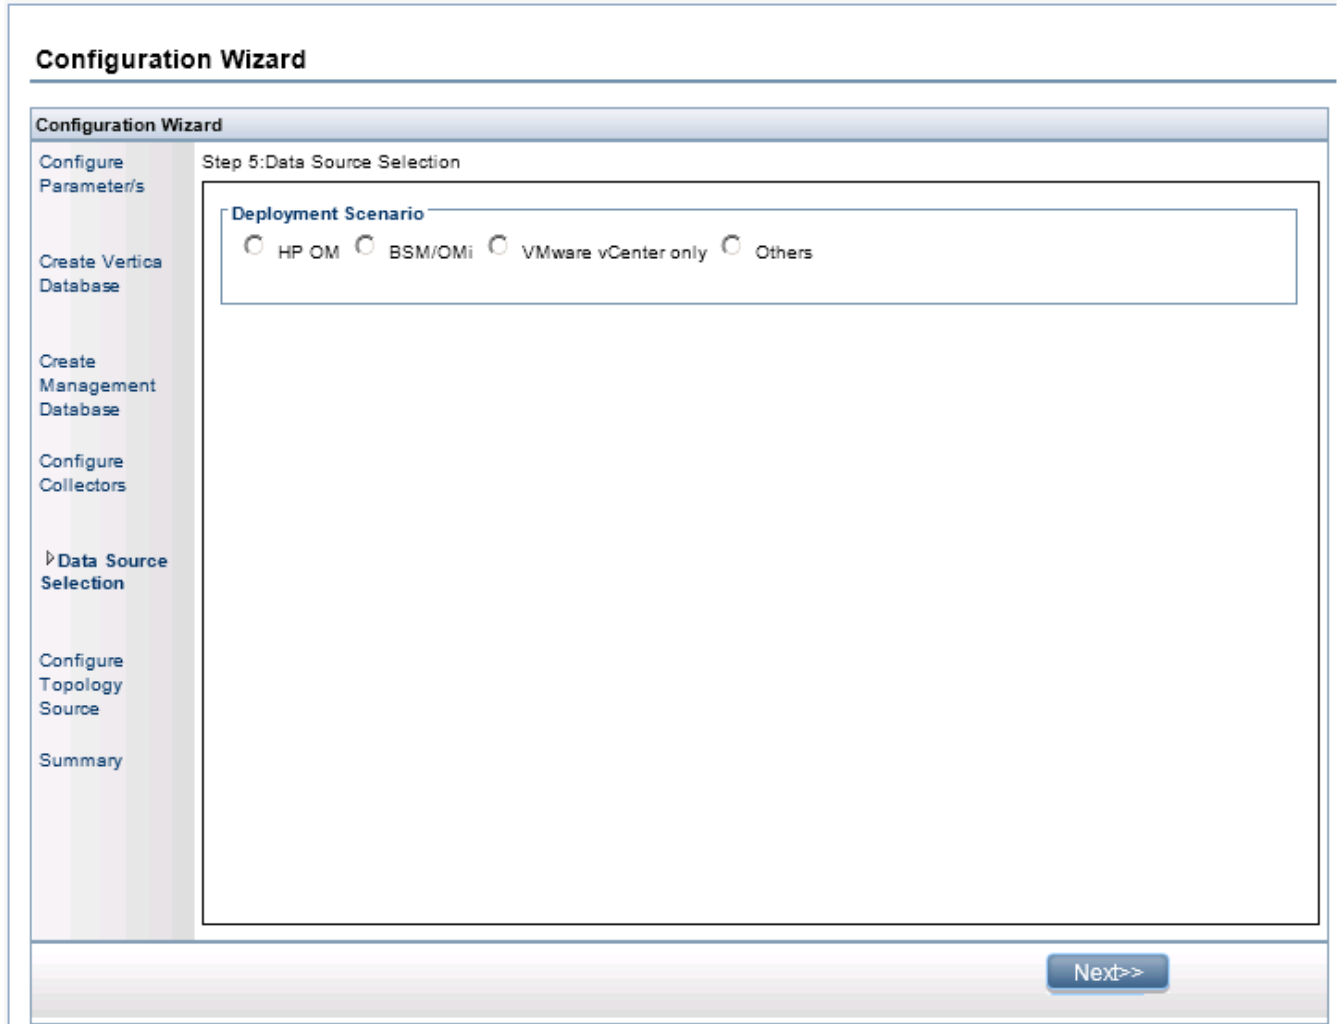 Configuration Wizard
Configuration Wizard
Configure
Parameter/s
Create Vertica
Database
Create
Management
Database
Configure
Collectors
Data Source
Selection
Configure
Topology
Source
Summary
Step 5:Data Source Selection
Deployment Scenario
HP OM BSM/OMi VMware vCenter only Others
Next>>